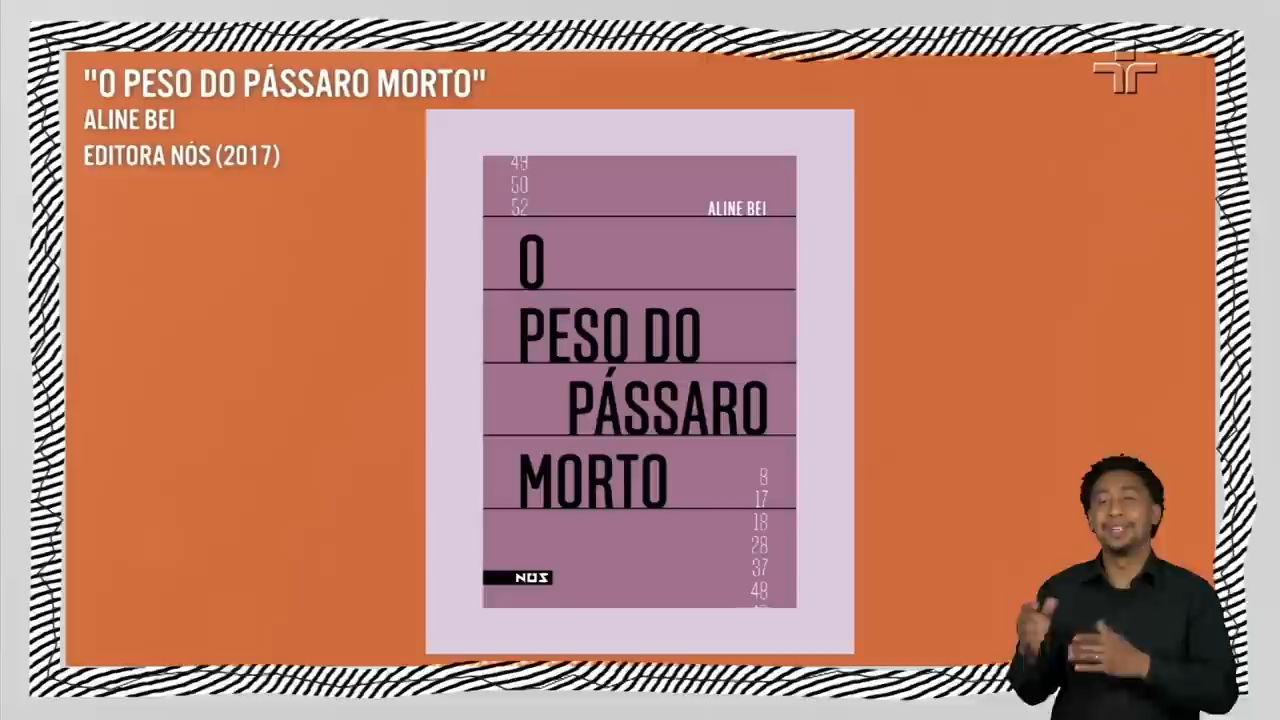 "O PESO DO PÁSSARO MORTO"
ALINE BEI
EDITORA NÓS (2017)
49
50
52
ALINE BEI
O
PESO DO
PÁSSARO
MORTO
8
17
18
28
37
48
NÓS